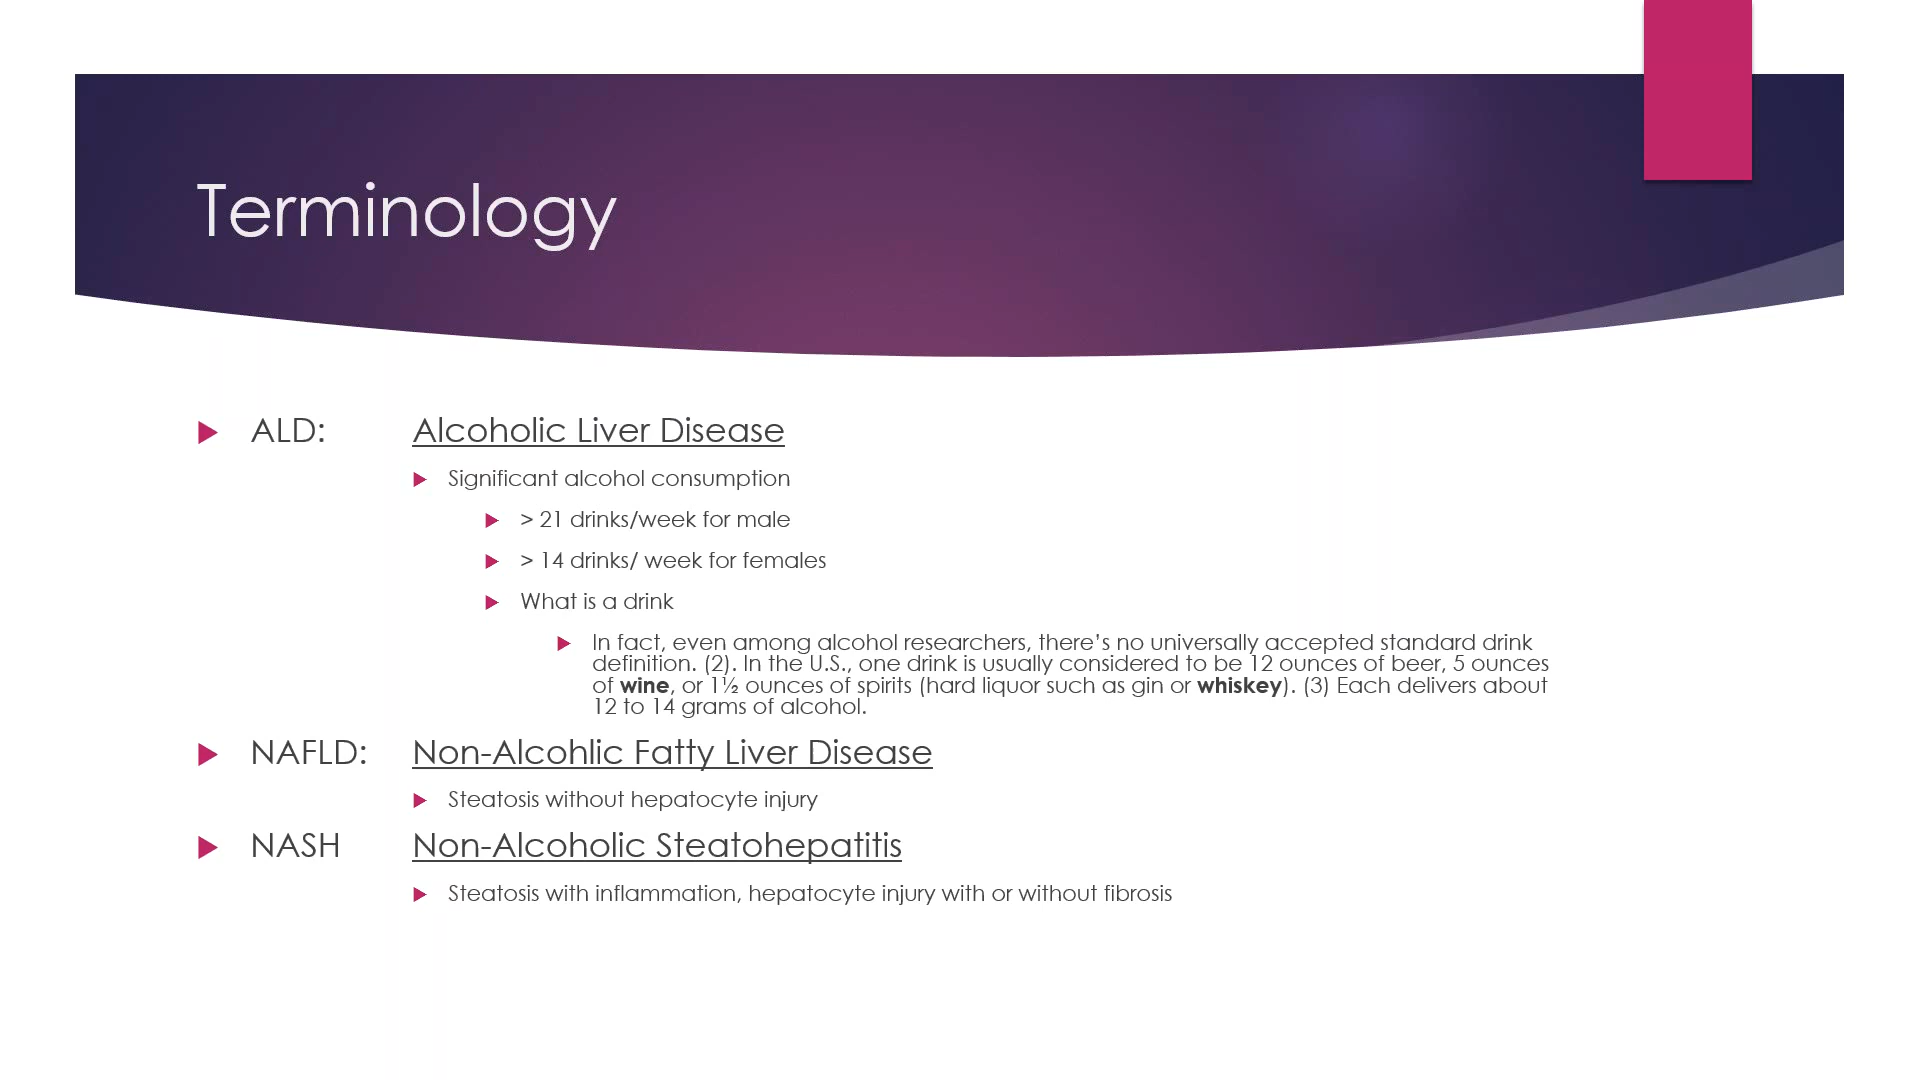 Terminology
ALD: Alcoholic Liver Disease
Significant alcohol consumption
> 21 drinks/week for male
> 14 drinks/ week for females
What is a drink
In fact, even among alcohol researchers, there’s no universally accepted standard drink
definition. (2). In the U.S., one drink is usually considered to be 12 ounces of beer, 5 ounces
of wine, or 1½ ounces of spirits (hard liquor such as gin or whiskey). (3) Each delivers about
12 to 14 grams of alcohol.
NAFLD: Non-Alcohlic Fatty Liver Disease
Steatosis without hepatocyte injury
NASH Non-Alcoholic Steatohepatitis
Steatosis with inflammation, hepatocyte injury with or without fibrosis